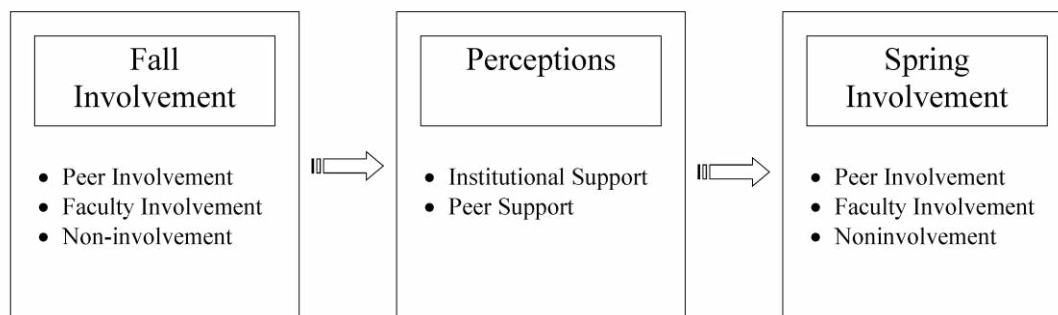 Fall
Involvement
• Peer Involvement
• Faculty Involvement
• Non-involvement
Perceptions
• Institutional Support
• Peer Support
Spring
Involvement
• Peer Involvement
• Faculty Involvement
• Noninvolvement